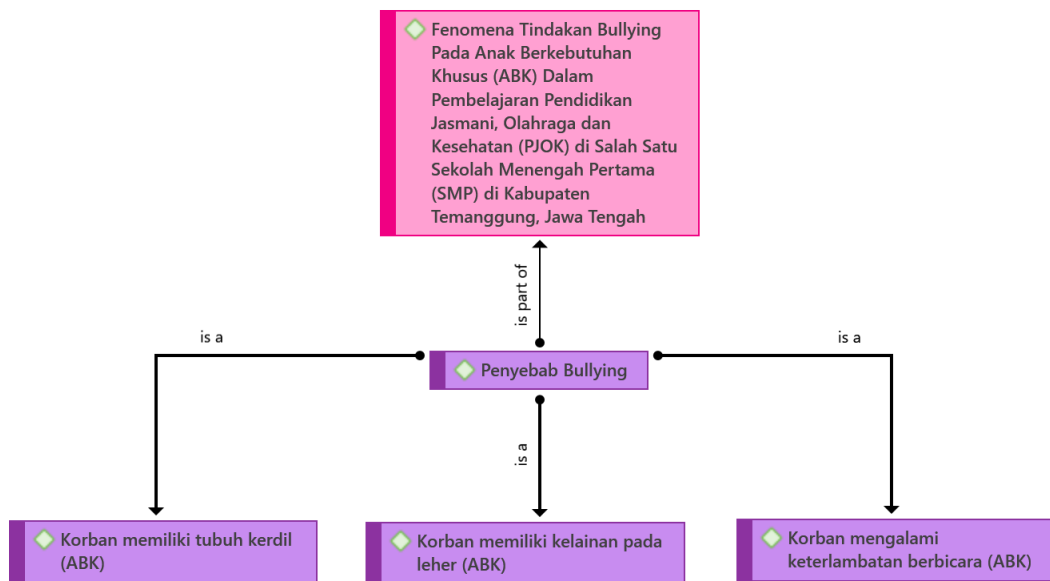 Fenomena Tindakan Bullying
Pada Anak Berkebutuhan
Khusus (ABK) Dalam
Pembelajaran Pendidikan
Jasmani, Olahraga dan
Kesehatan (PJOK) di Salah Satu
Sekolah Menengah Pertama
(SMP) di Kabupaten
Temanggung, Jawa Tengah
is part of
is a
is a
Penyebab Bullying
is a
Korban memiliki tubuh kerdil
(ABK)
Korban memiliki kelainan pada
leher (ABK)
Korban mengalami
keterlambatan berbicara (ABK)